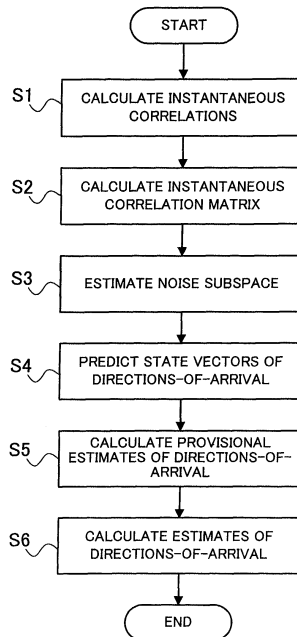 START
S1
CALCULATE INSTANTANEOUS
CORRELATIONS
S2
CALCULATE INSTANTANEOUS
CORRELATION MATRIX
S3
ESTIMATE NOISE SUBSPACE
S4
PREDICT STATE VECTORS OF
DIRECTIONS-OF-ARRIVAL
S5
CALCULATE PROVISIONAL
ESTIMATES OF DIRECTIONS-OF-
ARRIVAL
S6
CALCULATE ESTIMATES OF
DIRECTIONS-OF-ARRIVAL
END